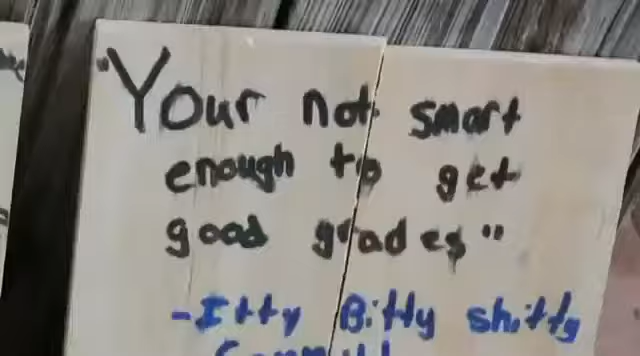 "Your not smart
enough to get
good grades"
-Itty Bitty shitty